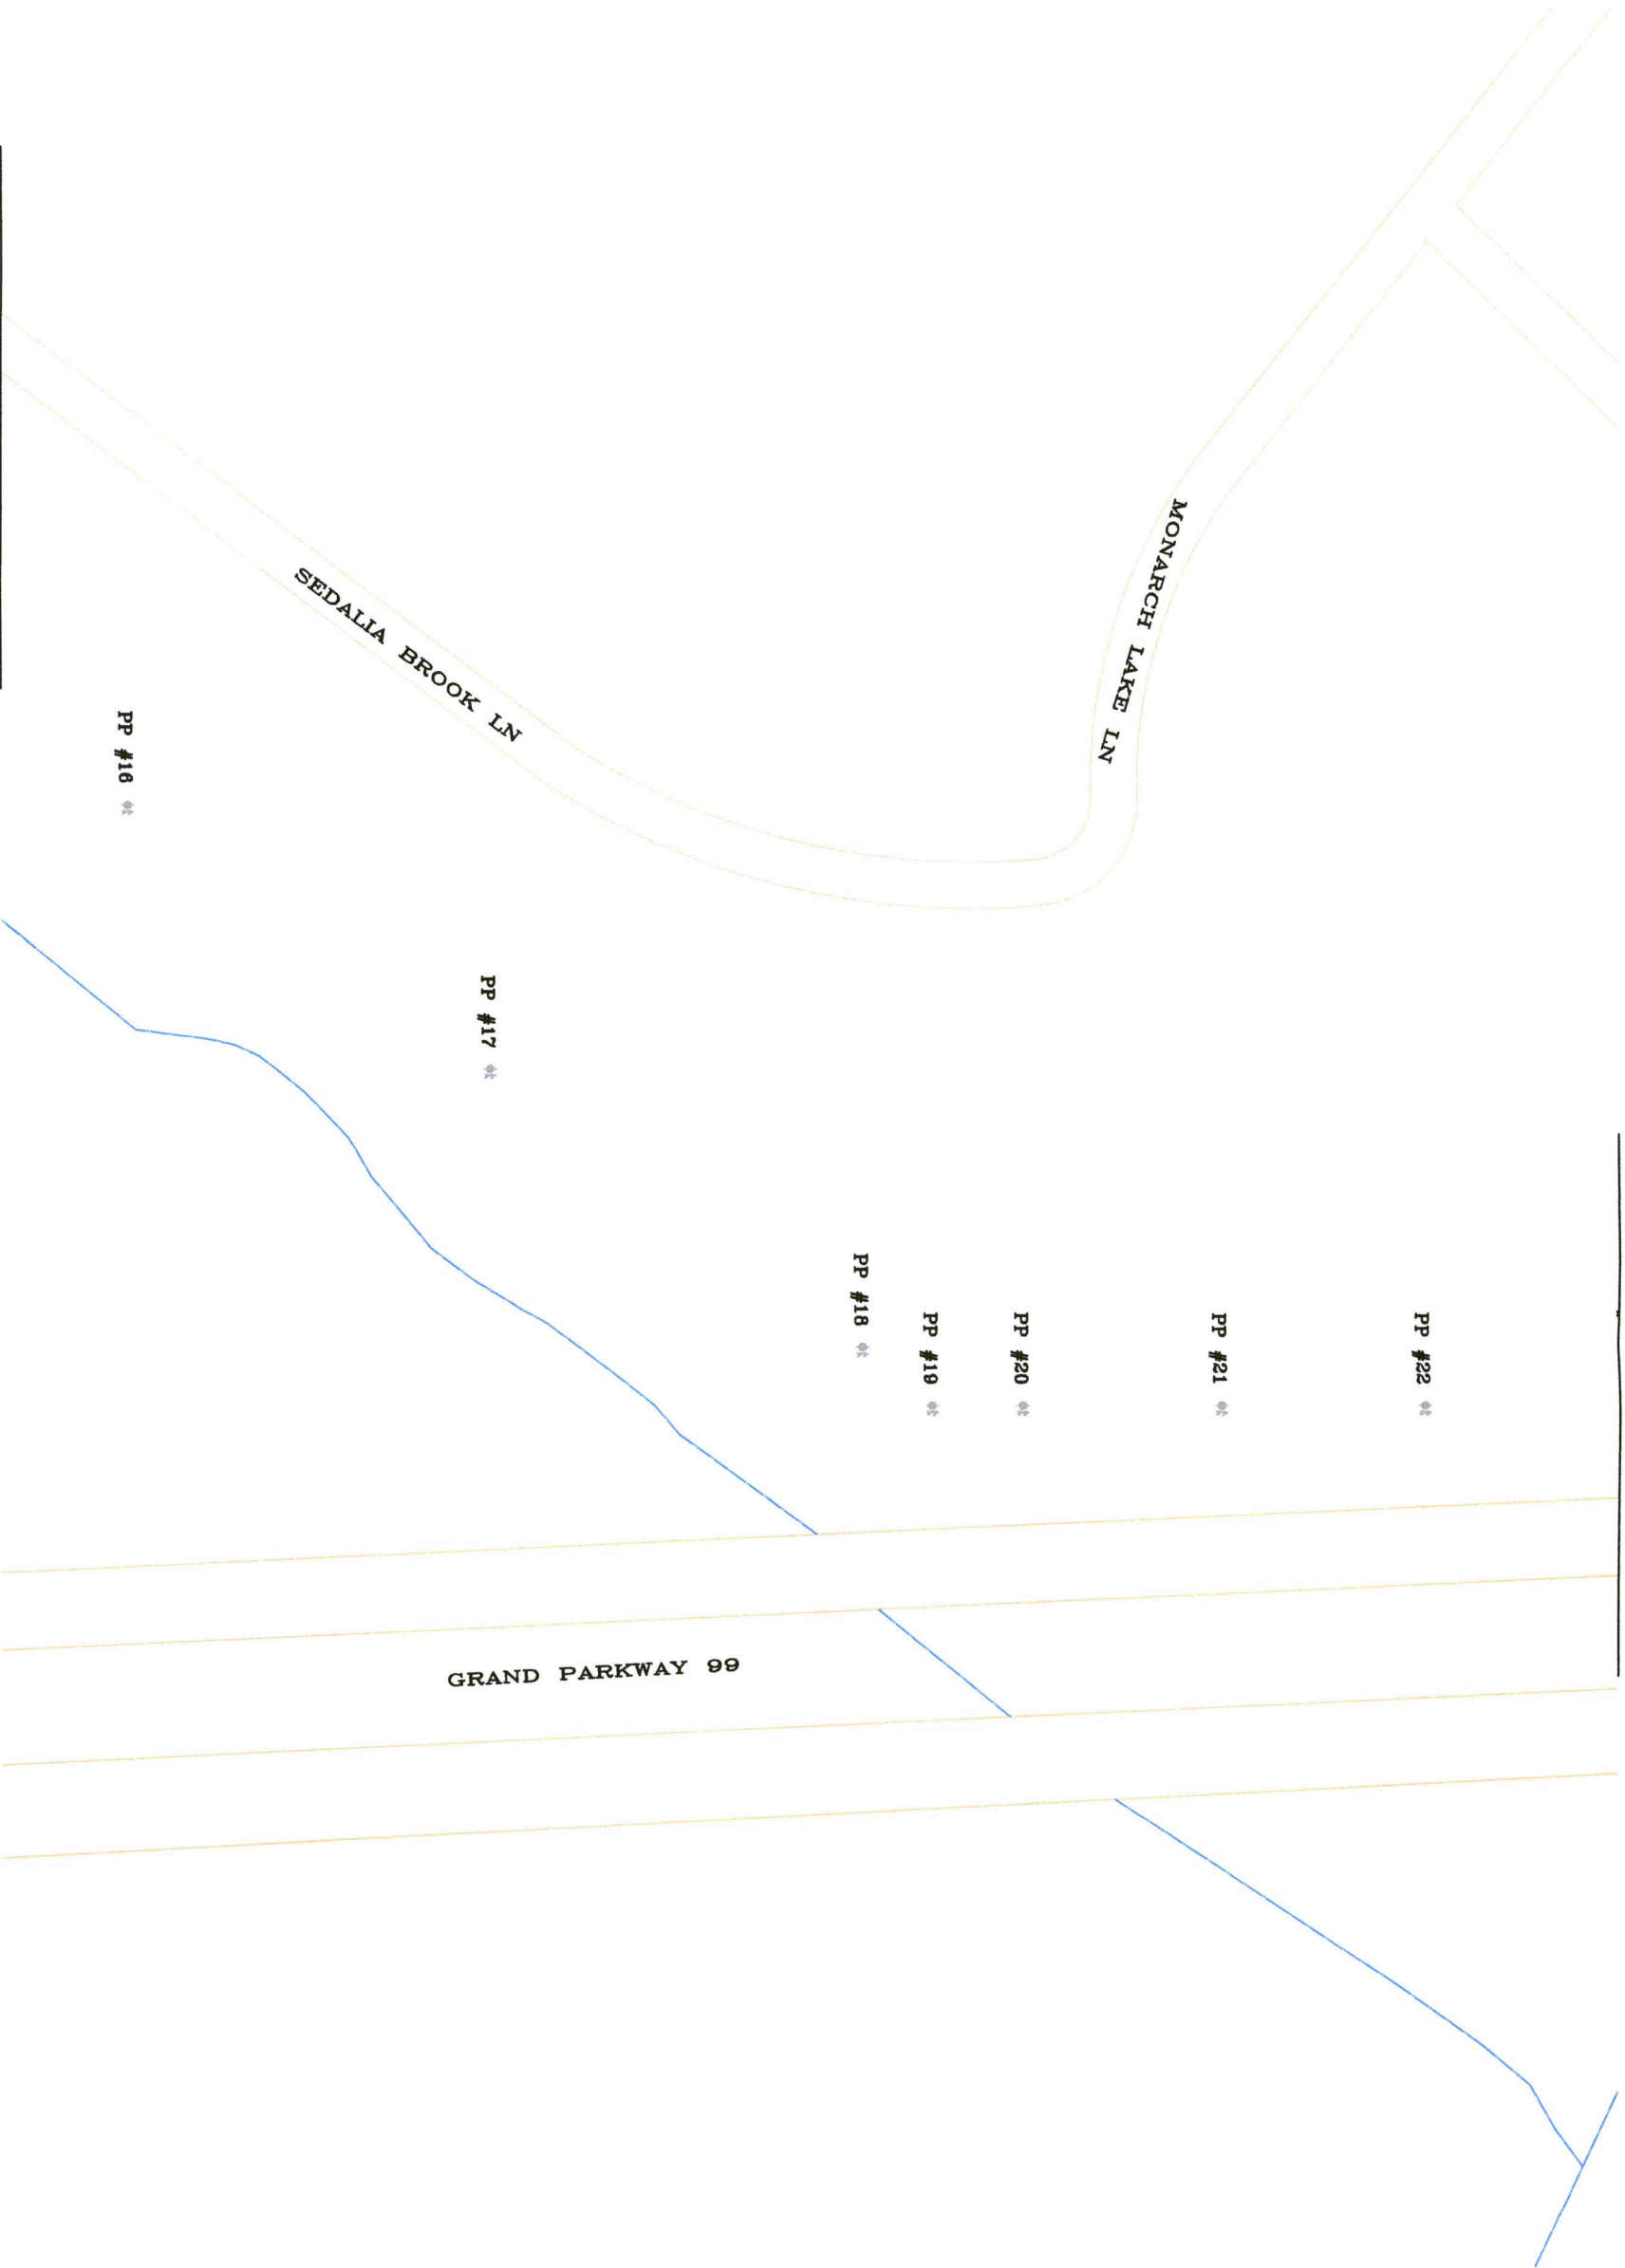 MONARCH LAKE LN
SEDALIA BROOK LN
PP #16
PP #17
PP #18
PP #19
PP #20
PP #21
PP #22
GRAND PARKWAY 99